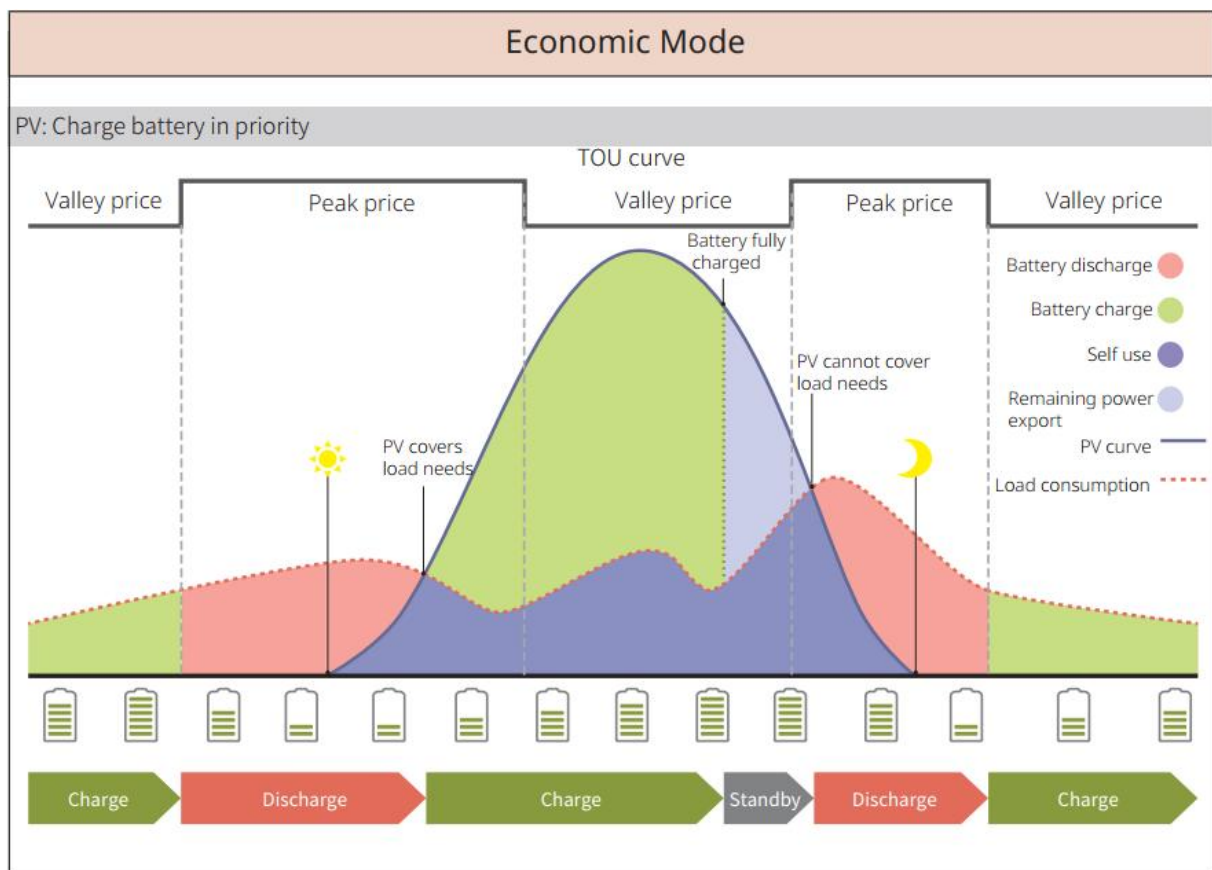 Economic Mode
PV: Charge battery in priority
TOU curve
Valley price
Peak price
Valley price
Peak price
Valley price
Battery fully
charged
Battery discharge
Battery charge
Self use
Remaining power
export
PV curve
Load consumption
PV cannot cover
load needs
PV covers
load needs
Charge
Discharge
Charge
Standby
Discharge
Charge